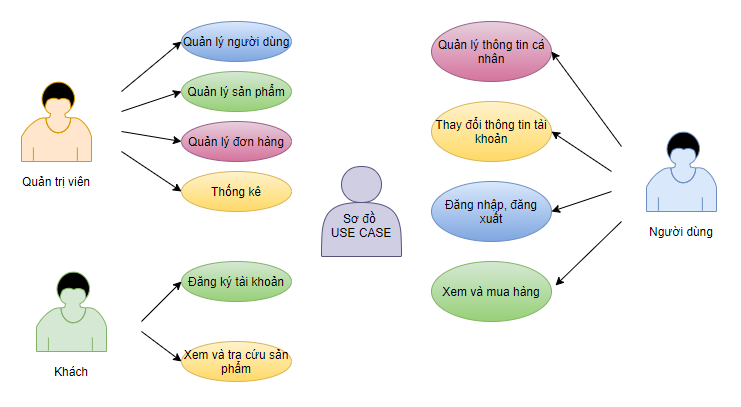 Quản lý người dùng
Quản lý sản phẩm
Quản lý đơn hàng
Thống kê
Quản trị viên
Đăng ký tài khoản
Xem và tra cứu sản
phẩm
Khách
Sơ đồ
USE CASE
Quản lý thông tin cá
nhân
Thay đổi thông tin tài
khoản
Đăng nhập, đăng
xuất
Xem và mua hàng
Người dùng